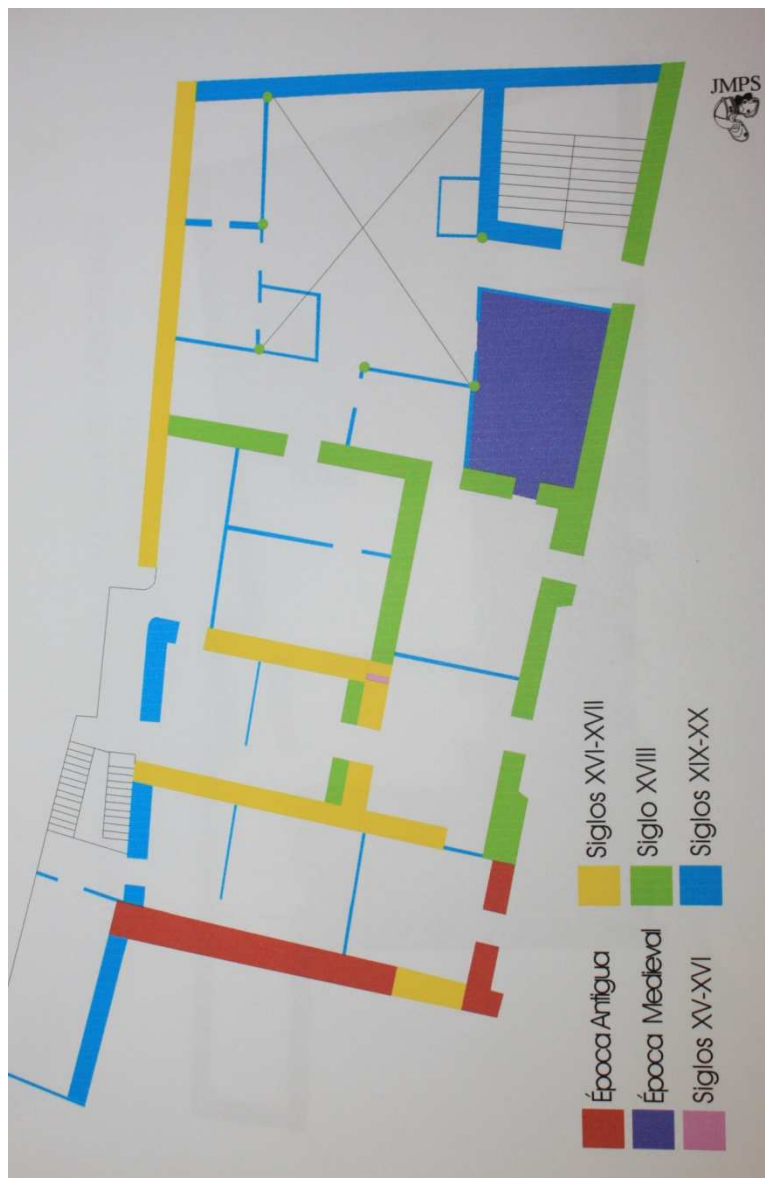 JMPS
Época Antigua
Época Medieval
Siglos XV-XVI
Siglos XVI-XVII
Siglo XVIII
Siglos XIX-XX